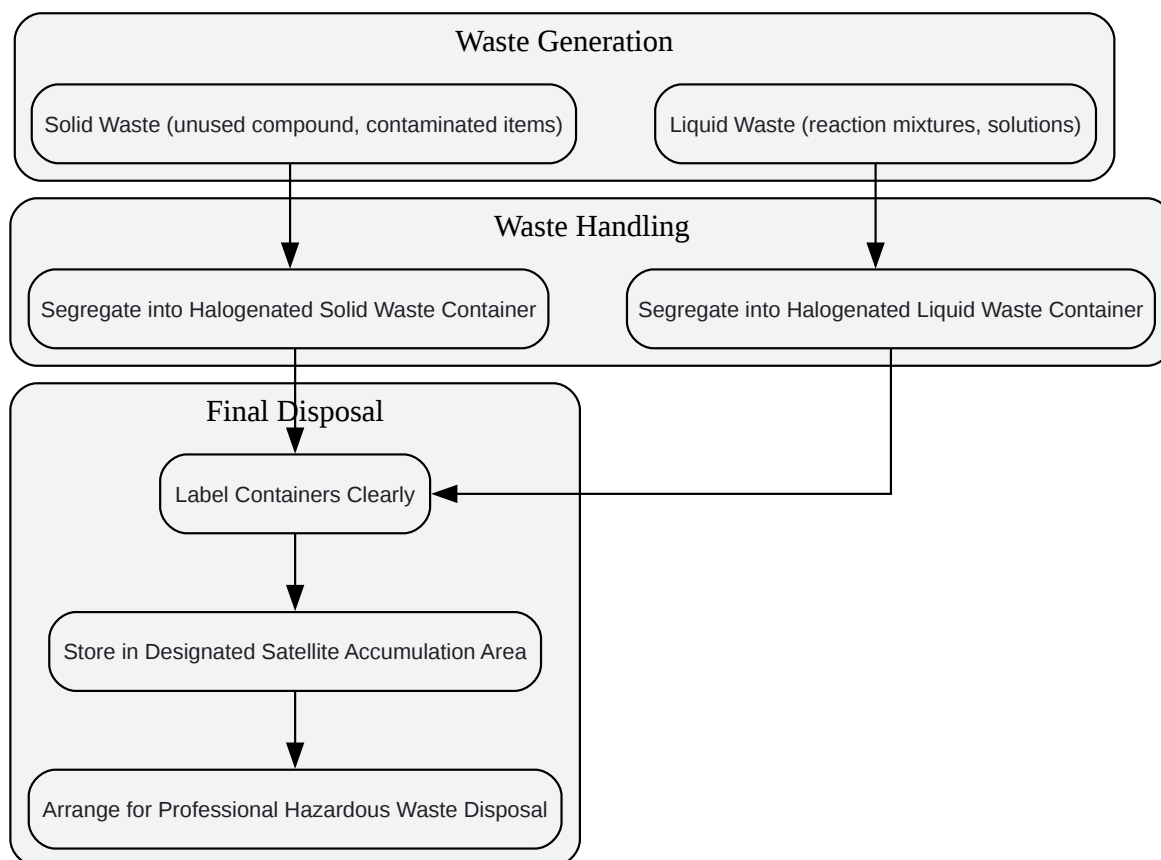 Waste Generation
Solid Waste (unused compound, contaminated items)
Liquid Waste (reaction mixtures, solutions)
Waste Handling
Segregate into Halogenated Solid Waste Container
Segregate into Halogenated Liquid Waste Container
Final Disposal
Label Containers Clearly
Store in Designated Satellite Accumulation Area
Arrange for Professional Hazardous Waste Disposal